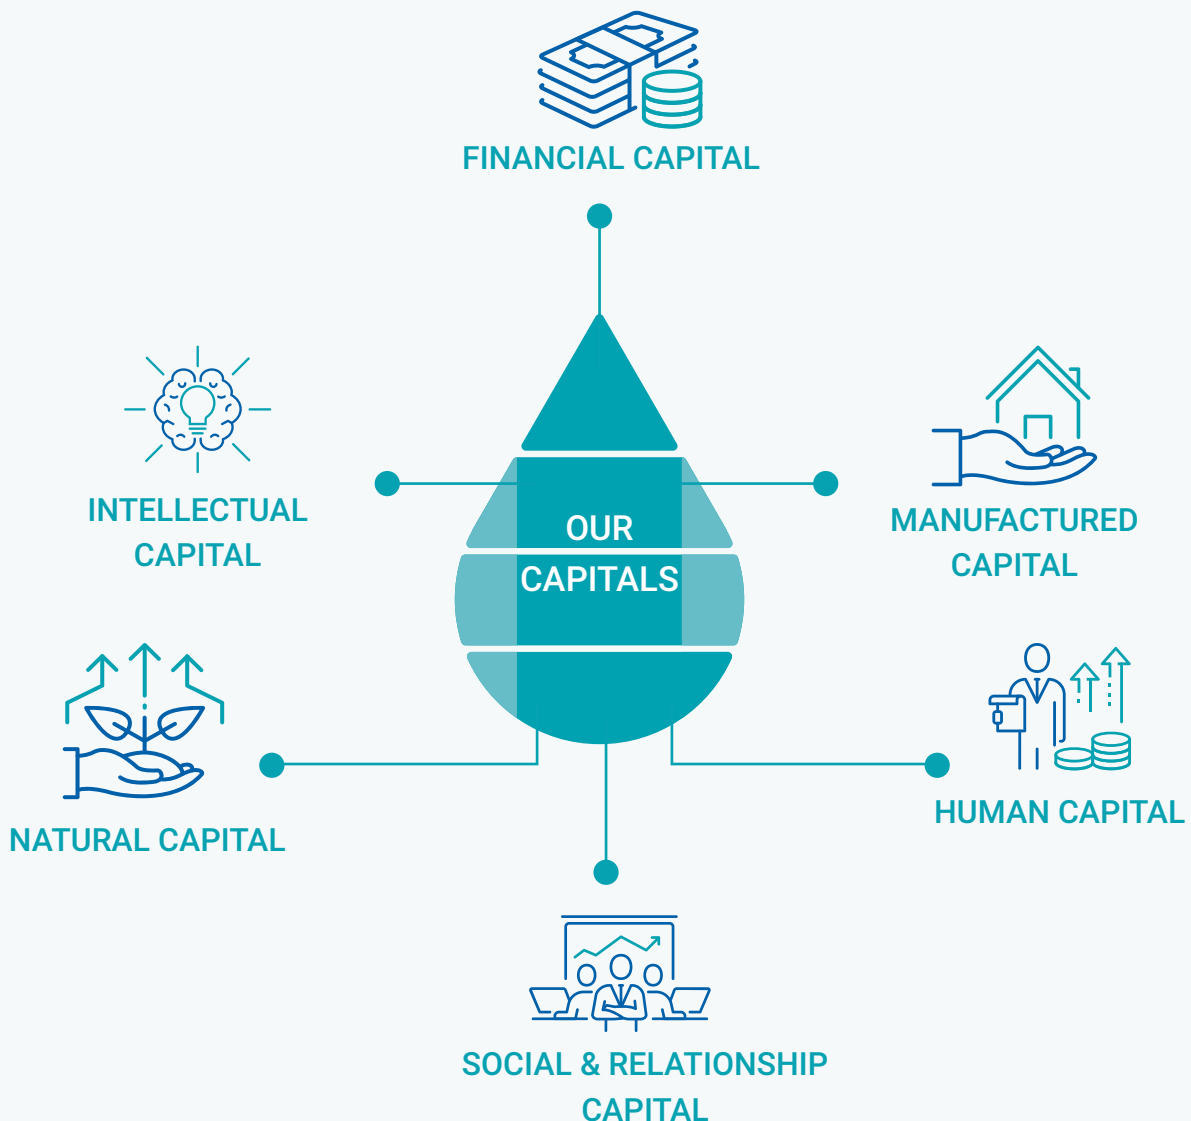 FINANCIAL CAPITAL
INTELLECTUAL
CAPITAL
OUR
CAPITALS
MANUFACTURED
CAPITAL
NATURAL CAPITAL
HUMAN CAPITAL
SOCIAL & RELATIONSHIP
CAPITAL